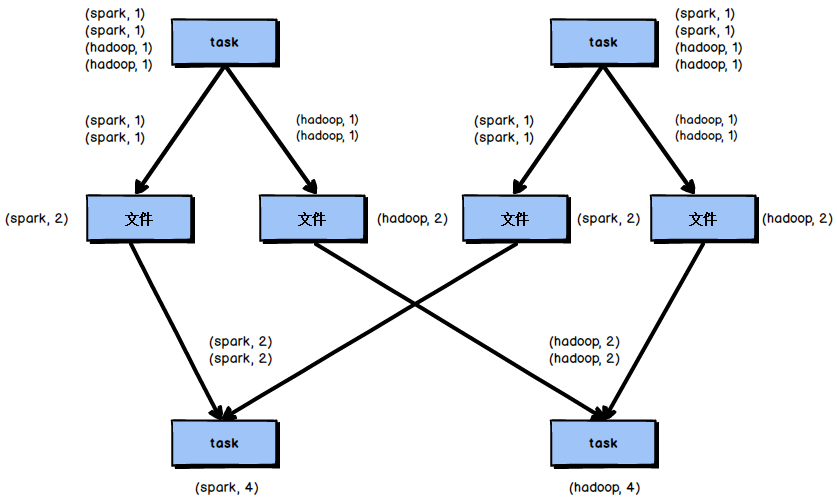 (spark, 1)
(spark, 1)
(hadoop, 1)
(hadoop, 1)
task
task
(spark, 1)
(spark, 1)
(hadoop, 1)
(hadoop, 1)
(spark, 1)
(spark, 1)
(hadoop, 1)
(hadoop, 1)
(spark, 1)
(spark, 1)
(hadoop, 1)
(hadoop, 1)
(spark, 2)
文件
文件
(hadoop, 2)
文件
(spark, 2)
文件
(hadoop, 2)
(spark, 2)
(spark, 2)
(hadoop, 2)
(hadoop, 2)
task
task
(spark, 4)
(hadoop, 4)